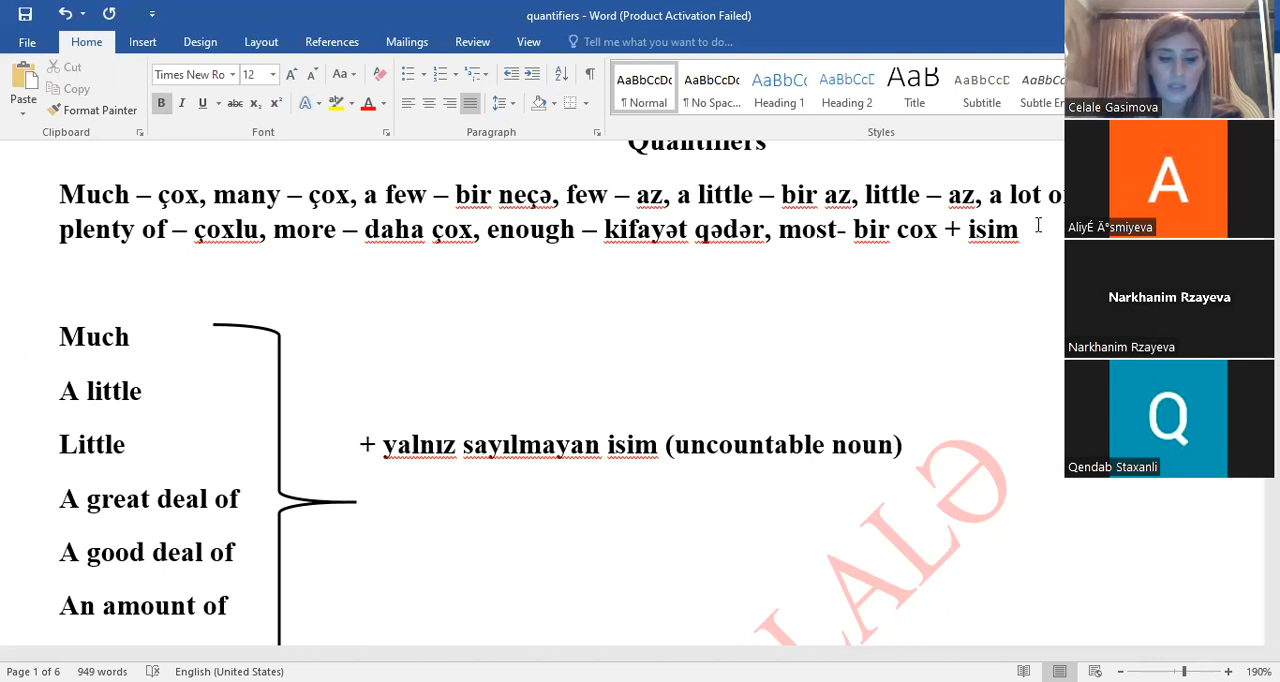 quantifiers - Word (Product Activation Failed)
File Home Insert Design Layout References Mailings Review View Tell me what you want to do...
Cut
Copy
Format Painter
Paste
Times New Ro 12
AaBbCcDc AaBbCcDc AaBbCc AaBbCcE AaB AaBbCcD AaBbCcD
¶ Normal ¶ No Spac... Heading 1 Heading 2 Title Subtitle Subtle Em
Clipboard Font Paragraph Styles
Quantifiers
Much – çox, many – çox, a few – bir neçə, few – az, a little – bir az, little – az, a lot of
plenty of – çoxlu, more – daha çox, enough – kifayət qədər, most- bir cox + isim
Much
A little
Little
+ yalnız sayılmayan isim (uncountable noun)
A great deal of
A good deal of
An amount of
ALƏ
Celale Gasimova
A
AliyÉ Ä°smiyeva
Narkhanim Rzayeva
Narkhanim Rzayeva
Q
Qendab Staxanli
Page 1 of 6 949 words English (United States) 190%